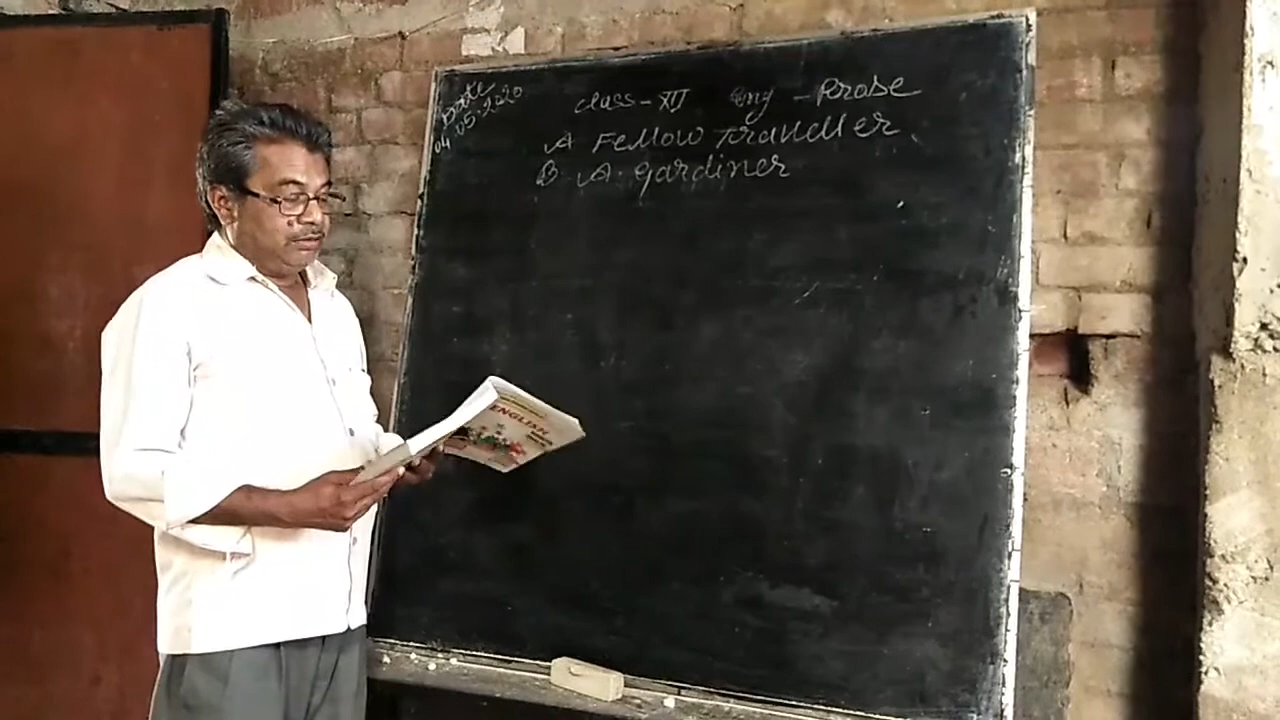 Date
04.05.2020
class - XII Eng - Prose
A Fellow Traveller
B. A. gardiner
ENGLISH